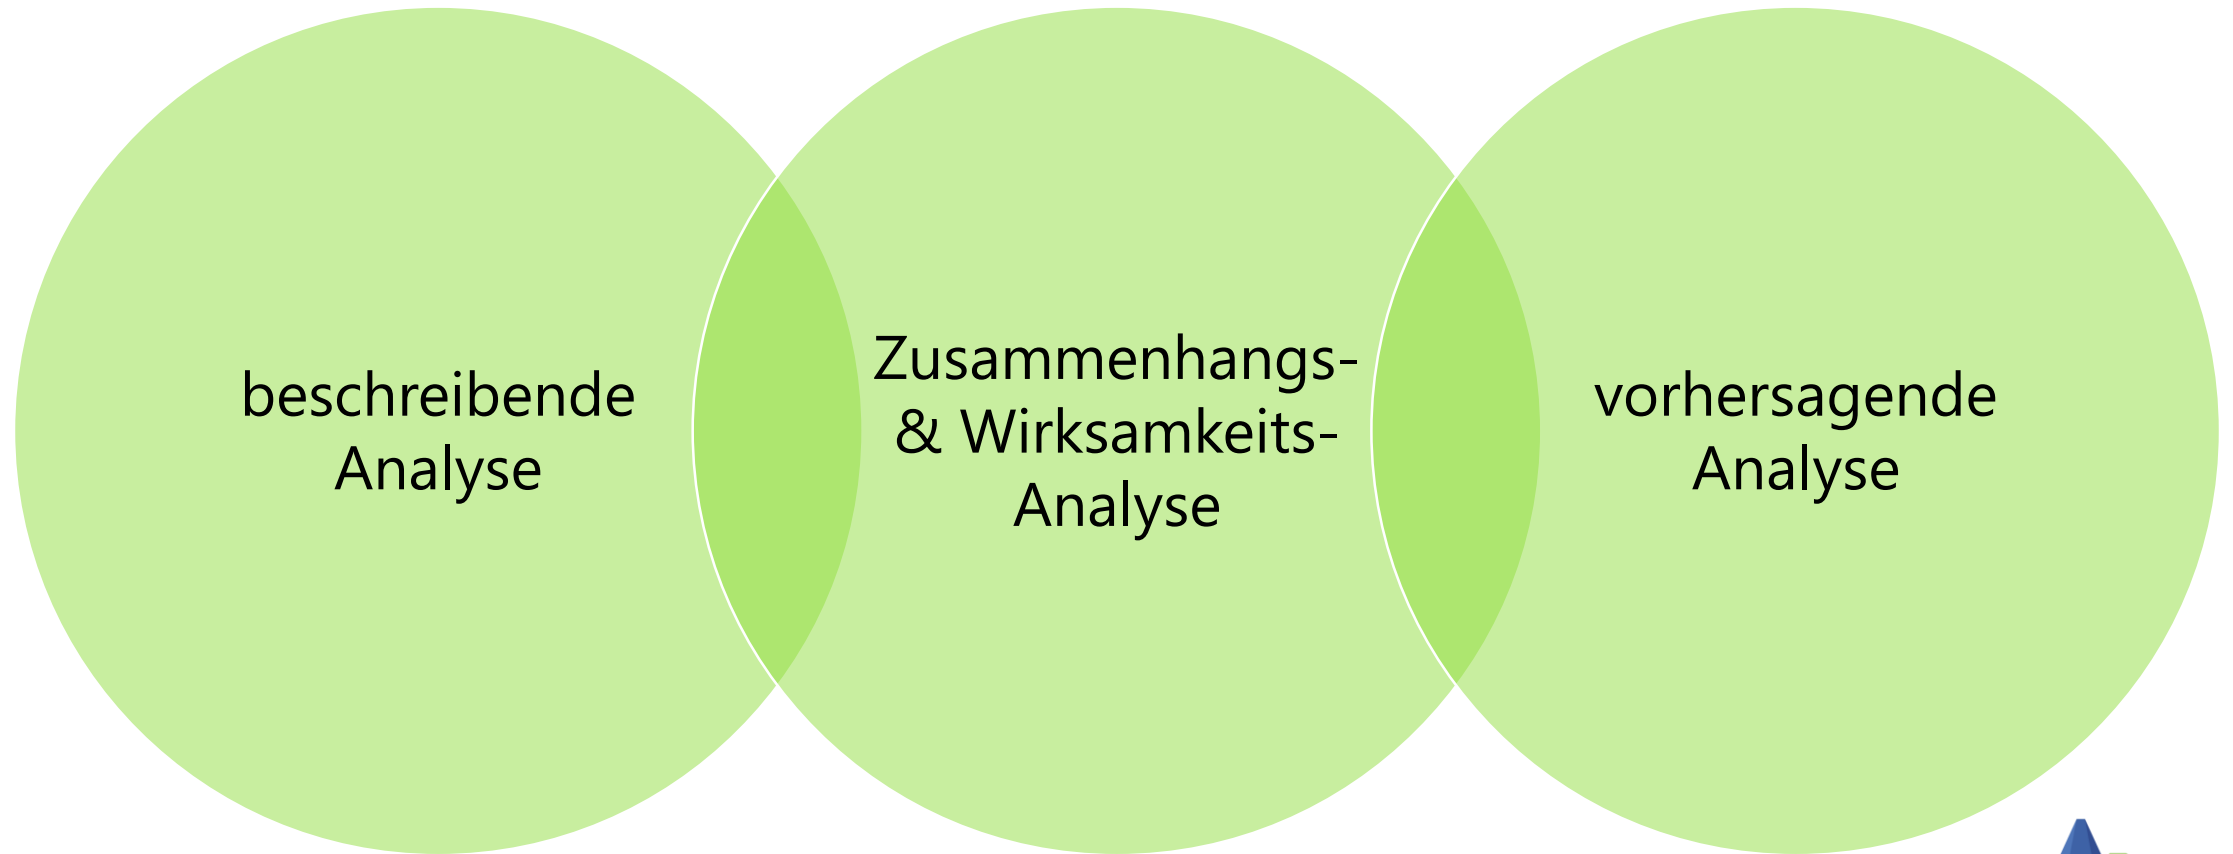 beschreibende
Analyse
Zusammenhangs-
& Wirksamkeits-
Analyse
vorhersagende
Analyse